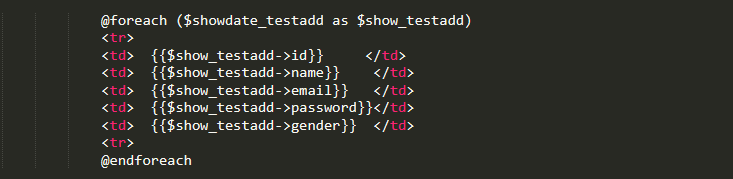 @foreach ($showdate_testadd as $show_testadd)
<tr>
<td>  {{$show_testadd->id}}     </td>
<td>  {{$show_testadd->name}}    </td>
<td>  {{$show_testadd->email}}   </td>
<td>  {{$show_testadd->password}}</td>
<td>  {{$show_testadd->gender}}  </td>
<tr>
@endforeach